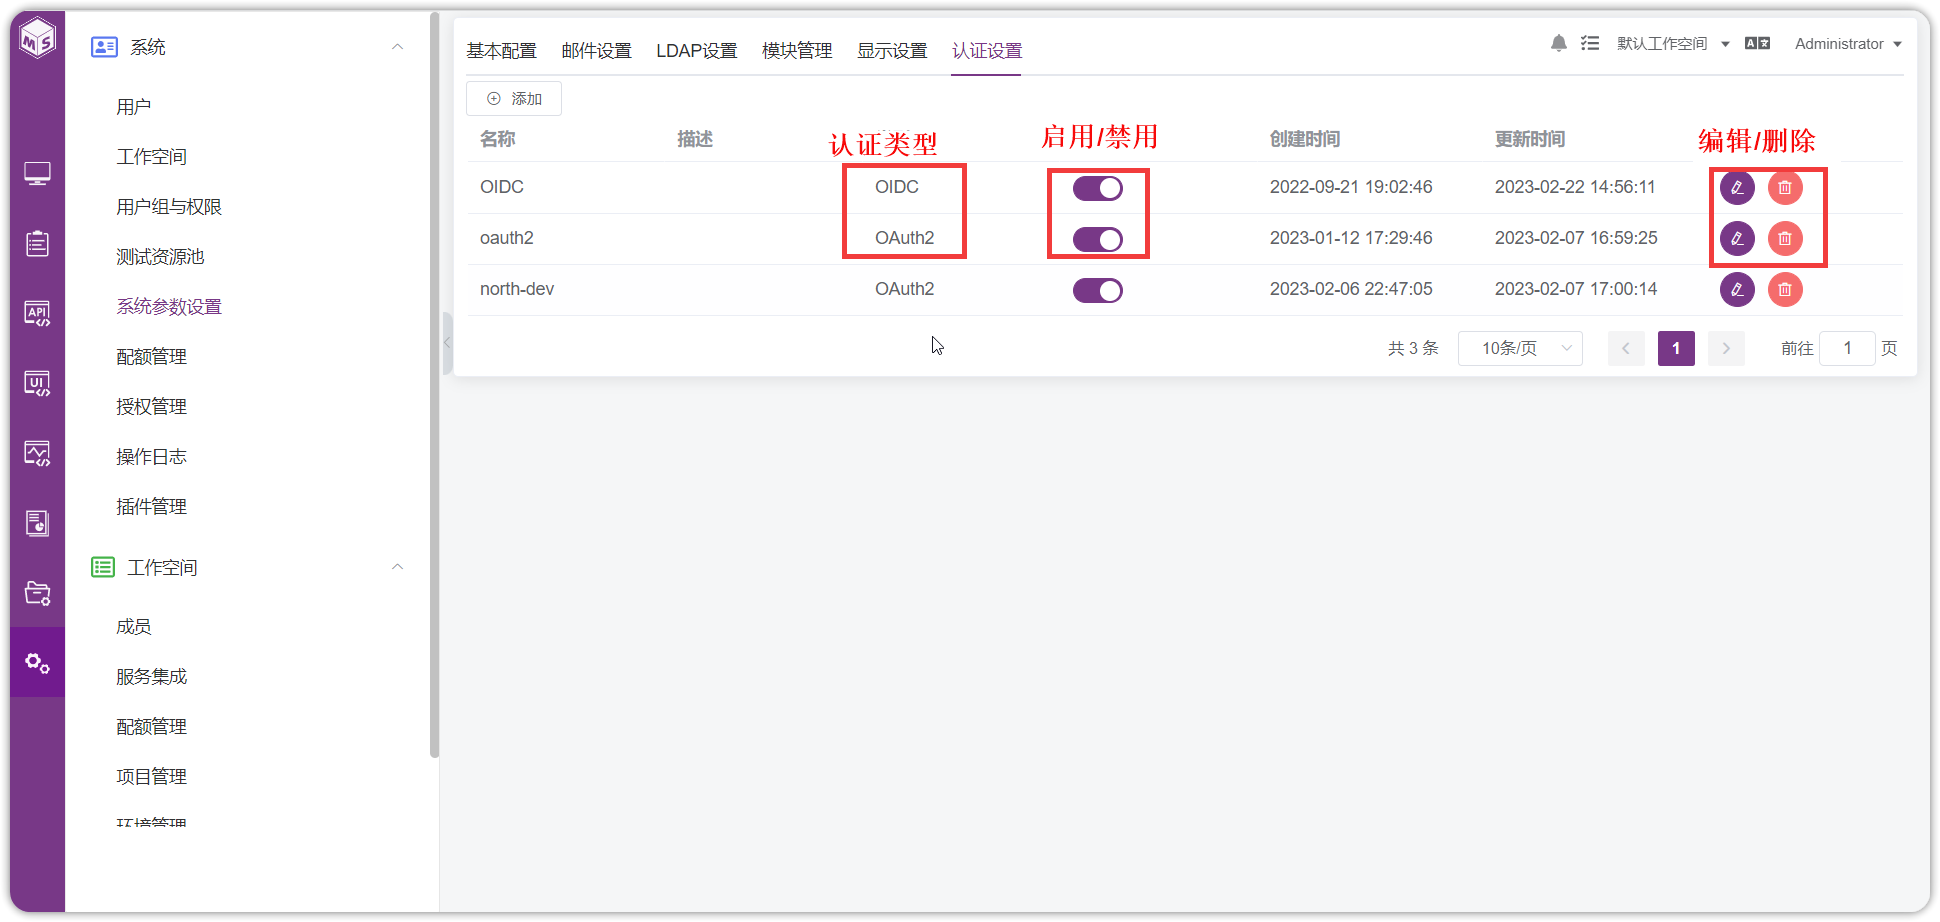 MS
系统
用户
工作空间
用户组与权限
测试资源池
系统参数设置
配额管理
授权管理
操作日志
插件管理
工作空间
成员
服务集成
配额管理
项目管理
环境管理
API
UI
基本配置 邮件设置 LDAP设置 模块管理 显示设置 认证设置
默认工作空间 Administrator
添加
名称 描述 认证类型 启用/禁用 创建时间 更新时间 编辑/删除
OIDC OIDC 2022-09-21 19:02:46 2023-02-22 14:56:11
oauth2 OAuth2 2023-01-12 17:29:46 2023-02-07 16:59:25
north-dev OAuth2 2023-02-06 22:47:05 2023-02-07 17:00:14
共 3 条 10条/页 1 前往 1 页